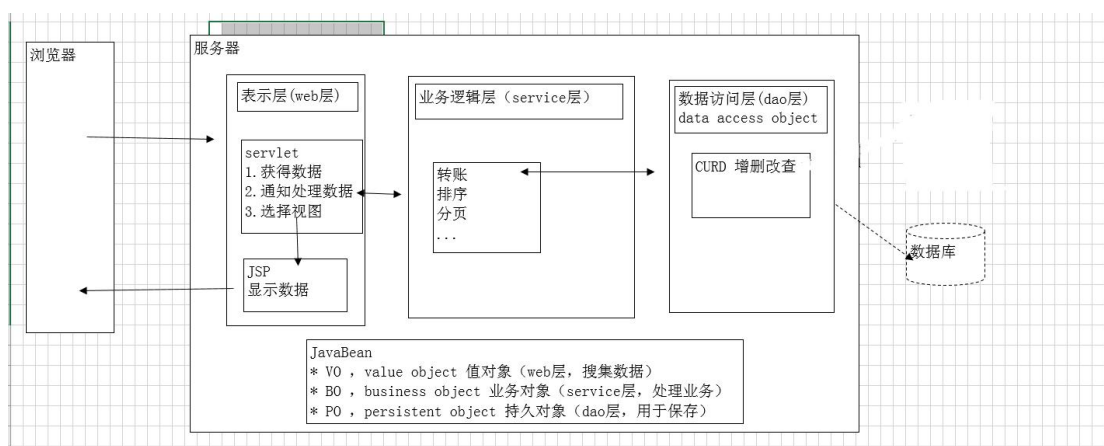 浏览器
服务器
表示层(web层)
servlet
1.获得数据
2.通知处理数据
3.选择视图
JSP
显示数据
业务逻辑层（service层）
转账
排序
分页
...
数据访问层(dao层)
data access object
CURD 增删改查
数据库
JavaBean
* VO ，value object 值对象（web层，搜集数据）
* BO ，business object 业务对象（service层，处理业务）
* PO ，persistent object 持久对象（dao层，用于保存）